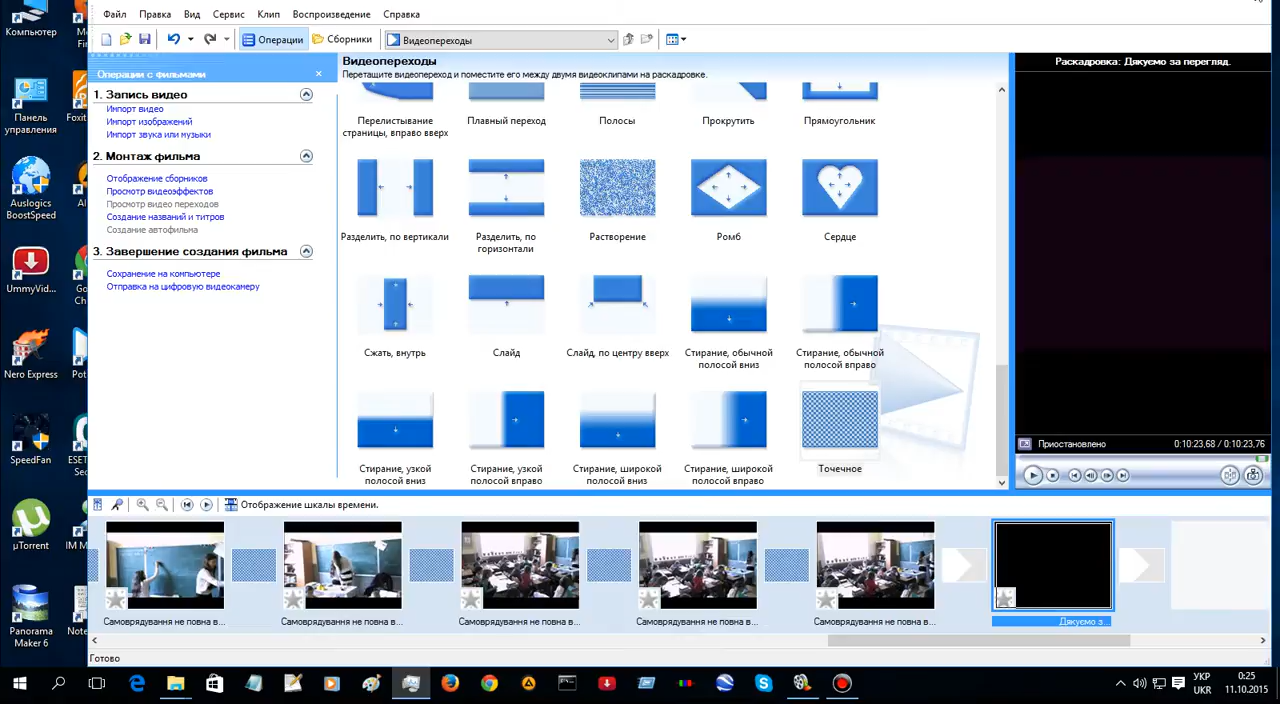 Файл Правка Вид Сервис Клип Воспроизведение Справка
Операции Сборники Видеопереходы
Операции с фильмами
1. Запись видео
Импорт видео
Импорт изображений
Импорт звука или музыки
2. Монтаж фильма
Отображение сборников
Просмотр видеоэффектов
Просмотр видео переходов
Создание названий и титров
Создание автофильма
3. Завершение создания фильма
Сохранение на компьютере
Отправка на цифровую видеокамеру
Видеопереходы
Перетащите видеопереход и поместите его между двумя видеоклипами на раскадровке.
Перелистывание страницы, вправо вверх
Плавный переход
Полосы
Прокрутить
Прямоугольник
Разделить, по вертикали
Разделить, по горизонтали
Растворение
Ромб
Сердце
Сжать, внутрь
Слайд
Слайд, по центру вверх
Стирание, обычной полосой вниз
Стирание, обычной полосой вправо
Стирание, узкой полосой вниз
Стирание, узкой полосой вправо
Стирание, широкой полосой вниз
Стирание, широкой полосой вправо
Точечное
Раскадровка: Дякуємо за перегляд.
Приостановлено 0:10:23,68 / 0:10:23,76
Отображение шкалы времени.
Самоврядування не повна в...
Самоврядування не повна в...
Самоврядування не повна в...
Самоврядування не повна в...
Самоврядування не повна в...
Дякуємо з...
Готово
Компьютер
Панель управления
Foxit
Auslogics BoostSpeed
UmmyVid...
Nero Express
SpeedFan
ESET
µTorrent
IM M
Panorama Maker 6
Note
УКР
UKR
0:25
11.10.2015